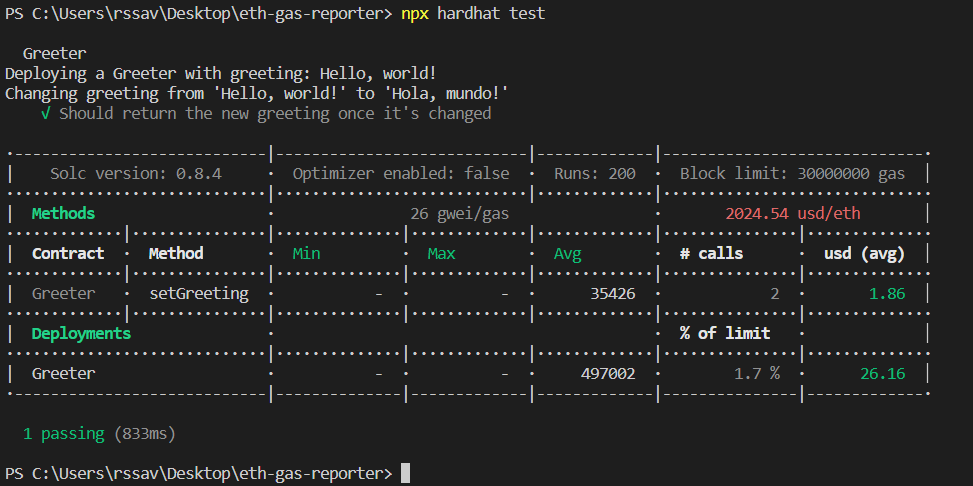 PS C:\Users\rssav\Desktop\eth-gas-reporter> npx hardhat test
Greeter
Deploying a Greeter with greeting: Hello, world!
Changing greeting from 'Hello, world!' to 'Hola, mundo!'
√ Should return the new greeting once it's changed
·----------------------------|----------------------------|-------------|-----------------------------·
| Solc version: 0.8.4 · Optimizer enabled: false · Runs: 200 · Block limit: 30000000 gas │
·····························|····························|·············|······························
| Methods · 26 gwei/gas · 2024.54 usd/eth │
·············|···············|·············|··············|·············|···············|··············
| Contract · Method · Min · Max · Avg · # calls · usd (avg) │
·············|···············|·············|··············|·············|···············|··············
| Greeter · setGreeting · - · - · 35426 · 2 · 1.86 │
·············|···············|·············|··············|·············|···············|··············
| Deployments · · % of limit · │
·····························|·············|··············|·············|···············|··············
| Greeter · - · - · 497002 · 1.7 % · 26.16 │
·----------------------------|-------------|--------------|-------------|---------------|-------------·
1 passing (833ms)
PS C:\Users\rssav\Desktop\eth-gas-reporter>